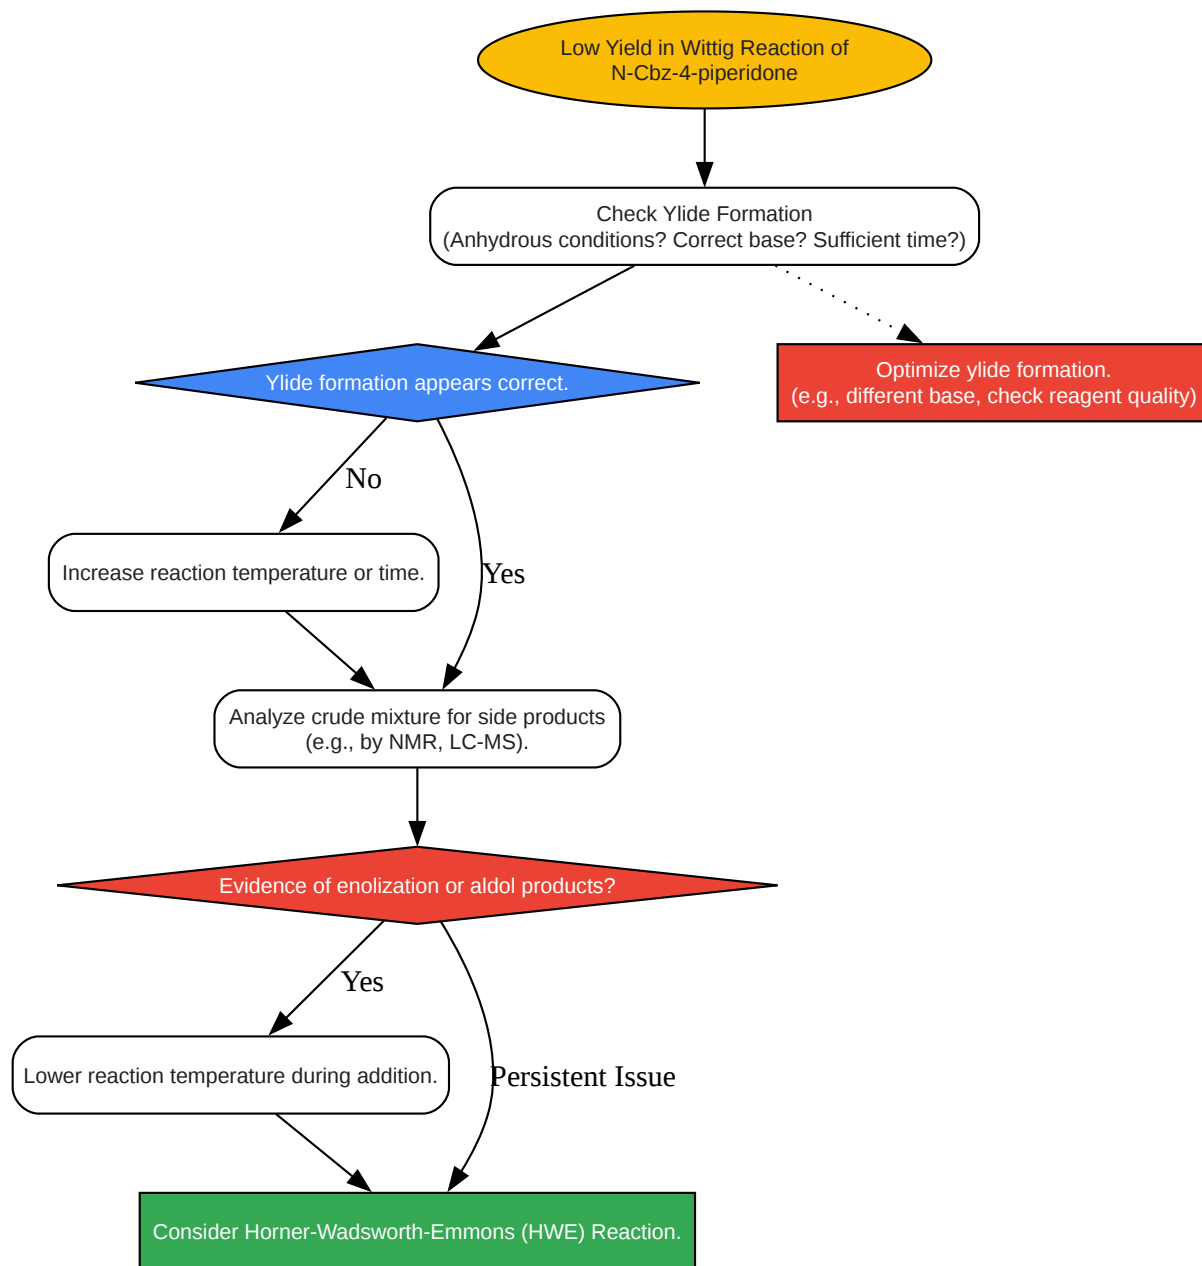 Low Yield in Wittig Reaction of
N-Cbz-4-piperidone
Check Ylide Formation
(Anhydrous conditions? Correct base? Sufficient time?)
Ylide formation appears correct.
Optimize ylide formation.
(e.g., different base, check reagent quality)
No
Increase reaction temperature or time.
Yes
Analyze crude mixture for side products
(e.g., by NMR, LC-MS).
Evidence of enolization or aldol products?
Yes
Lower reaction temperature during addition.
Persistent Issue
Consider Horner-Wadsworth-Emmons (HWE) Reaction.